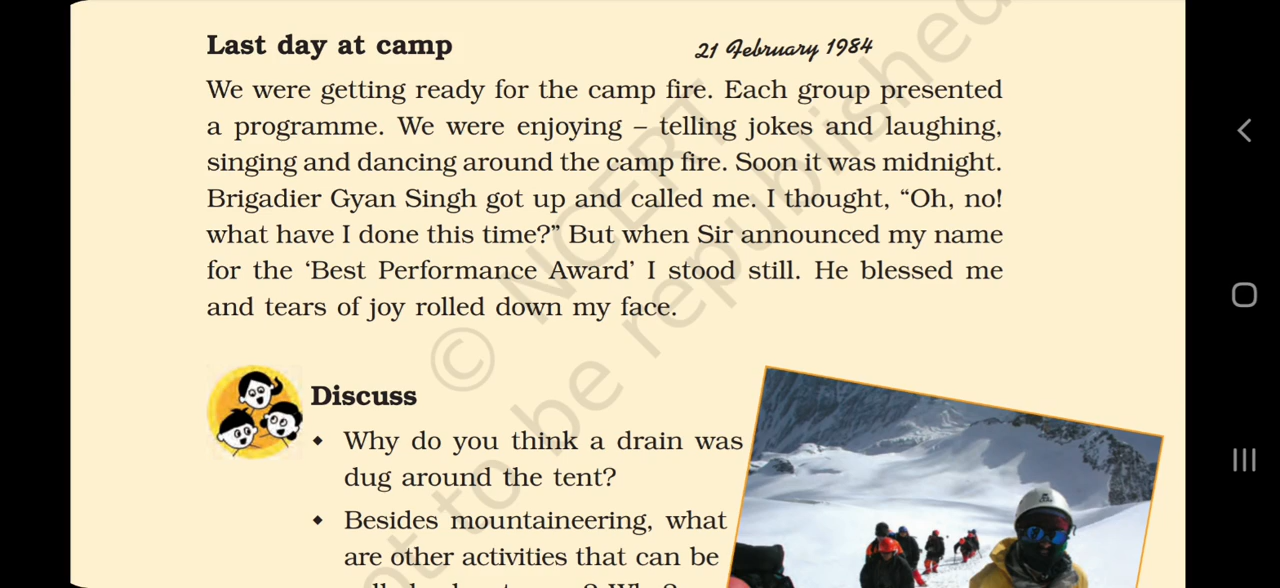 Last day at camp
21 February 1984
We were getting ready for the camp fire. Each group presented
a programme. We were enjoying – telling jokes and laughing,
singing and dancing around the camp fire. Soon it was midnight.
Brigadier Gyan Singh got up and called me. I thought, “Oh, no!
what have I done this time?” But when Sir announced my name
for the ‘Best Performance Award’ I stood still. He blessed me
and tears of joy rolled down my face.
© NCERT
not to be republished
Discuss
◆ Why do you think a drain was
dug around the tent?
◆ Besides mountaineering, what
are other activities that can be